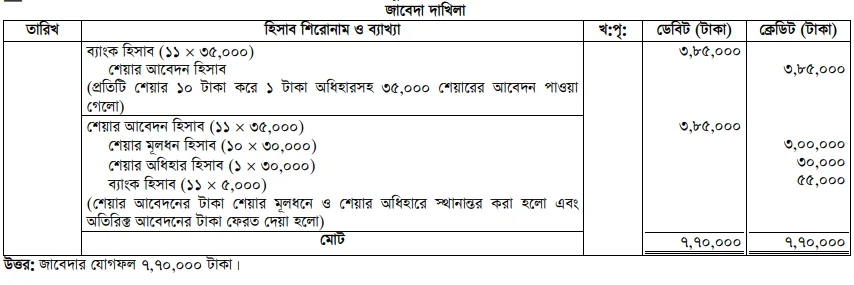 জাবেদা দাখিলা
তারিখ হিসাব শিরোনাম ও ব্যাখ্যা খ:পৃ: ডেবিট (টাকা) ক্রেডিট (টাকা)
ব্যাংক হিসাব (১১ × ৩৫,০০০) ৩,৮৫,০০০
শেয়ার আবেদন হিসাব ৩,৮৫,০০০
(প্রতিটি শেয়ার ১০ টাকা করে ১ টাকা অধিহারসহ ৩৫,০০০ শেয়ারের আবেদন পাওয়া
গেলো)
শেয়ার আবেদন হিসাব (১১ × ৩৫,০০০) ৩,৮৫,০০০
শেয়ার মূলধন হিসাব (১০ × ৩০,০০০) ৩,০০,০০০
শেয়ার অধিহার হিসাব (১ × ৩০,০০০) ৩০,০০০
ব্যাংক হিসাব (১১ × ৫,০০০) ৫৫,০০০
(শেয়ার আবেদনের টাকা শেয়ার মূলধনে ও শেয়ার অধিহারে স্থানান্তর করা হলো এবং
অতিরিক্ত আবেদনের টাকা ফেরত দেয়া হলো)
মোট ৭,৭০,০০০ ৭,৭০,০০০
উত্তর: জাবেদার যোগফল ৭,৭০,০০০ টাকা।